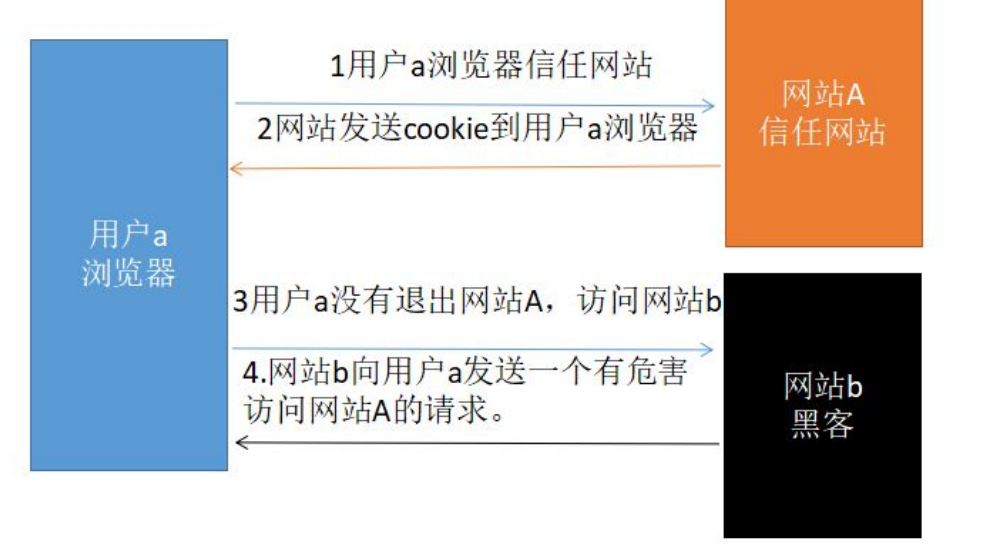 1用户a浏览器信任网站
2网站发送cookie到用户a浏览器
网站A
信任网站
用户a
浏览器
3用户a没有退出网站A，访问网站b
4.网站b向用户a发送一个有危害
访问网站A的请求。
网站b
黑客